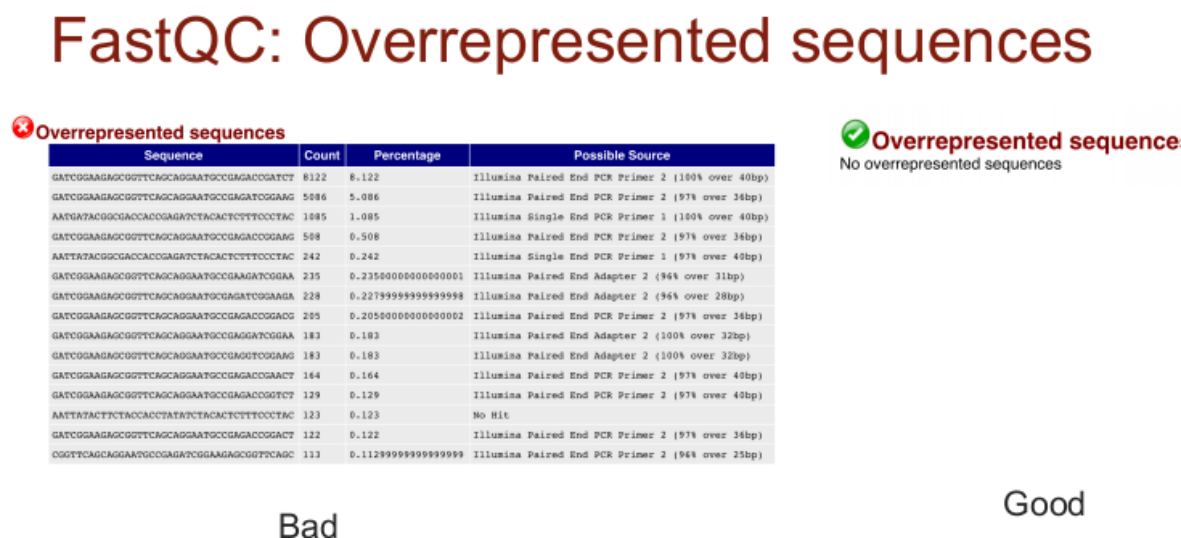 FastQC: Overrepresented sequences
Overrepresented sequences
Sequence Count Percentage Possible Source
GATCGGAAGAGCGGTTCAGCAGGAATGCCGAGACCGATCT 8122 8.122 Illumina Paired End PCR Primer 2 (100% over 40bp)
GATCGGAAGAGCGGTTCAGCAGGAATGCCGAGATCGGAAG 5086 5.086 Illumina Paired End PCR Primer 2 (97% over 36bp)
AATGATACGGCGACCACCGAGATCTACACTCTTTCCCTAC 1085 1.085 Illumina Single End PCR Primer 1 (100% over 40bp)
GATCGGAAGAGCGGTTCAGCAGGAATGCCGAGACCGGAAG 508 0.508 Illumina Paired End PCR Primer 2 (97% over 36bp)
AATTATACGGCGACCACCGAGATCTACACTCTTTCCCTAC 242 0.242 Illumina Single End PCR Primer 1 (97% over 40bp)
GATCGGAAGAGCGGTTCAGCAGGAATGCCGAAGATCGGAA 235 0.23500000000000001 Illumina Paired End Adapter 2 (96% over 31bp)
GATCGGAAGAGCGGTTCAGCAGGAATGCGAGATCGGAAGA 228 0.22799999999999998 Illumina Paired End Adapter 2 (96% over 28bp)
GATCGGAAGAGCGGTTCAGCAGGAATGCCGAGACCGGACG 205 0.20500000000000002 Illumina Paired End PCR Primer 2 (97% over 36bp)
GATCGGAAGAGCGGTTCAGCAGGAATGCCGAGGATCGGAA 183 0.183 Illumina Paired End Adapter 2 (100% over 32bp)
GATCGGAAGAGCGGTTCAGCAGGAATGCCGAGGTCGGAAG 183 0.183 Illumina Paired End Adapter 2 (100% over 32bp)
GATCGGAAGAGCGGTTCAGCAGGAATGCCGAGACCGAACT 164 0.164 Illumina Paired End PCR Primer 2 (97% over 40bp)
GATCGGAAGAGCGGTTCAGCAGGAATGCCGAGACCGGTCT 129 0.129 Illumina Paired End PCR Primer 2 (97% over 40bp)
AATTATACTTCTACCACCTATATCTACACTCTTTCCCTAC 123 0.123 No Hit
GATCGGAAGAGCGGTTCAGCAGGAATGCCGAGACCGGACT 122 0.122 Illumina Paired End PCR Primer 2 (97% over 36bp)
CGGTTCAGCAGGAATGCCGAGATCGGAAGAGCGGTTCAGC 113 0.11299999999999999 Illumina Paired End PCR Primer 2 (96% over 25bp)
Bad
Overrepresented sequences
No overrepresented sequences
Good